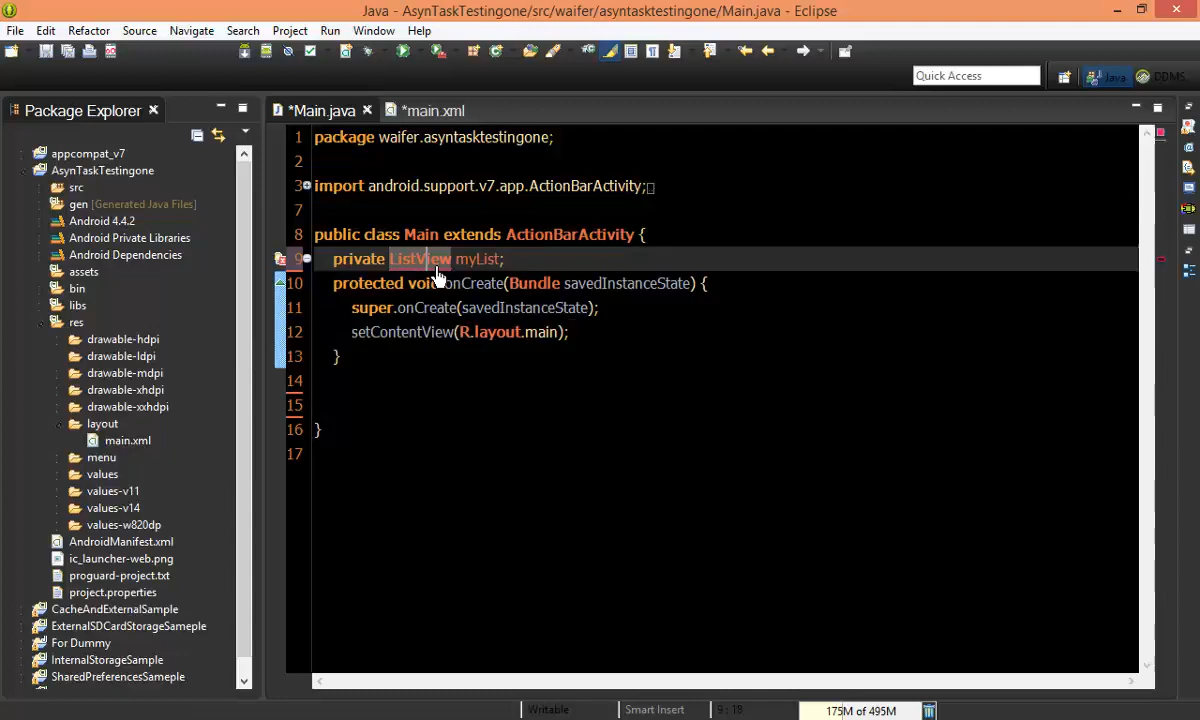 Java - AsynTaskTestingone/src/waifer/asyntasktestingone/Main.java - Eclipse
File Edit Refactor Source Navigate Search Project Run Window Help
Quick Access
Java
DDMS
Package Explorer
*Main.java
*main.xml
appcompat_v7
AsynTaskTestingone
src
gen [Generated Java Files]
Android 4.4.2
Android Private Libraries
Android Dependencies
assets
bin
libs
res
drawable-hdpi
drawable-ldpi
drawable-mdpi
drawable-xhdpi
drawable-xxhdpi
layout
main.xml
menu
values
values-v11
values-v14
values-w820dp
AndroidManifest.xml
ic_launcher-web.png
proguard-project.txt
project.properties
CacheAndExternalSample
ExternalSDCardStorageSameple
For Dummy
InternalStorageSample
SharedPreferencesSameple
1 package waifer.asyntasktestingone;
2
3 import android.support.v7.app.ActionBarActivity;
7
8 public class Main extends ActionBarActivity {
9 private ListView myList;
10 protected void onCreate(Bundle savedInstanceState) {
11 super.onCreate(savedInstanceState);
12 setContentView(R.layout.main);
13 }
14
15
16 }
17
Writable
Smart Insert
9 : 18
175M of 495M